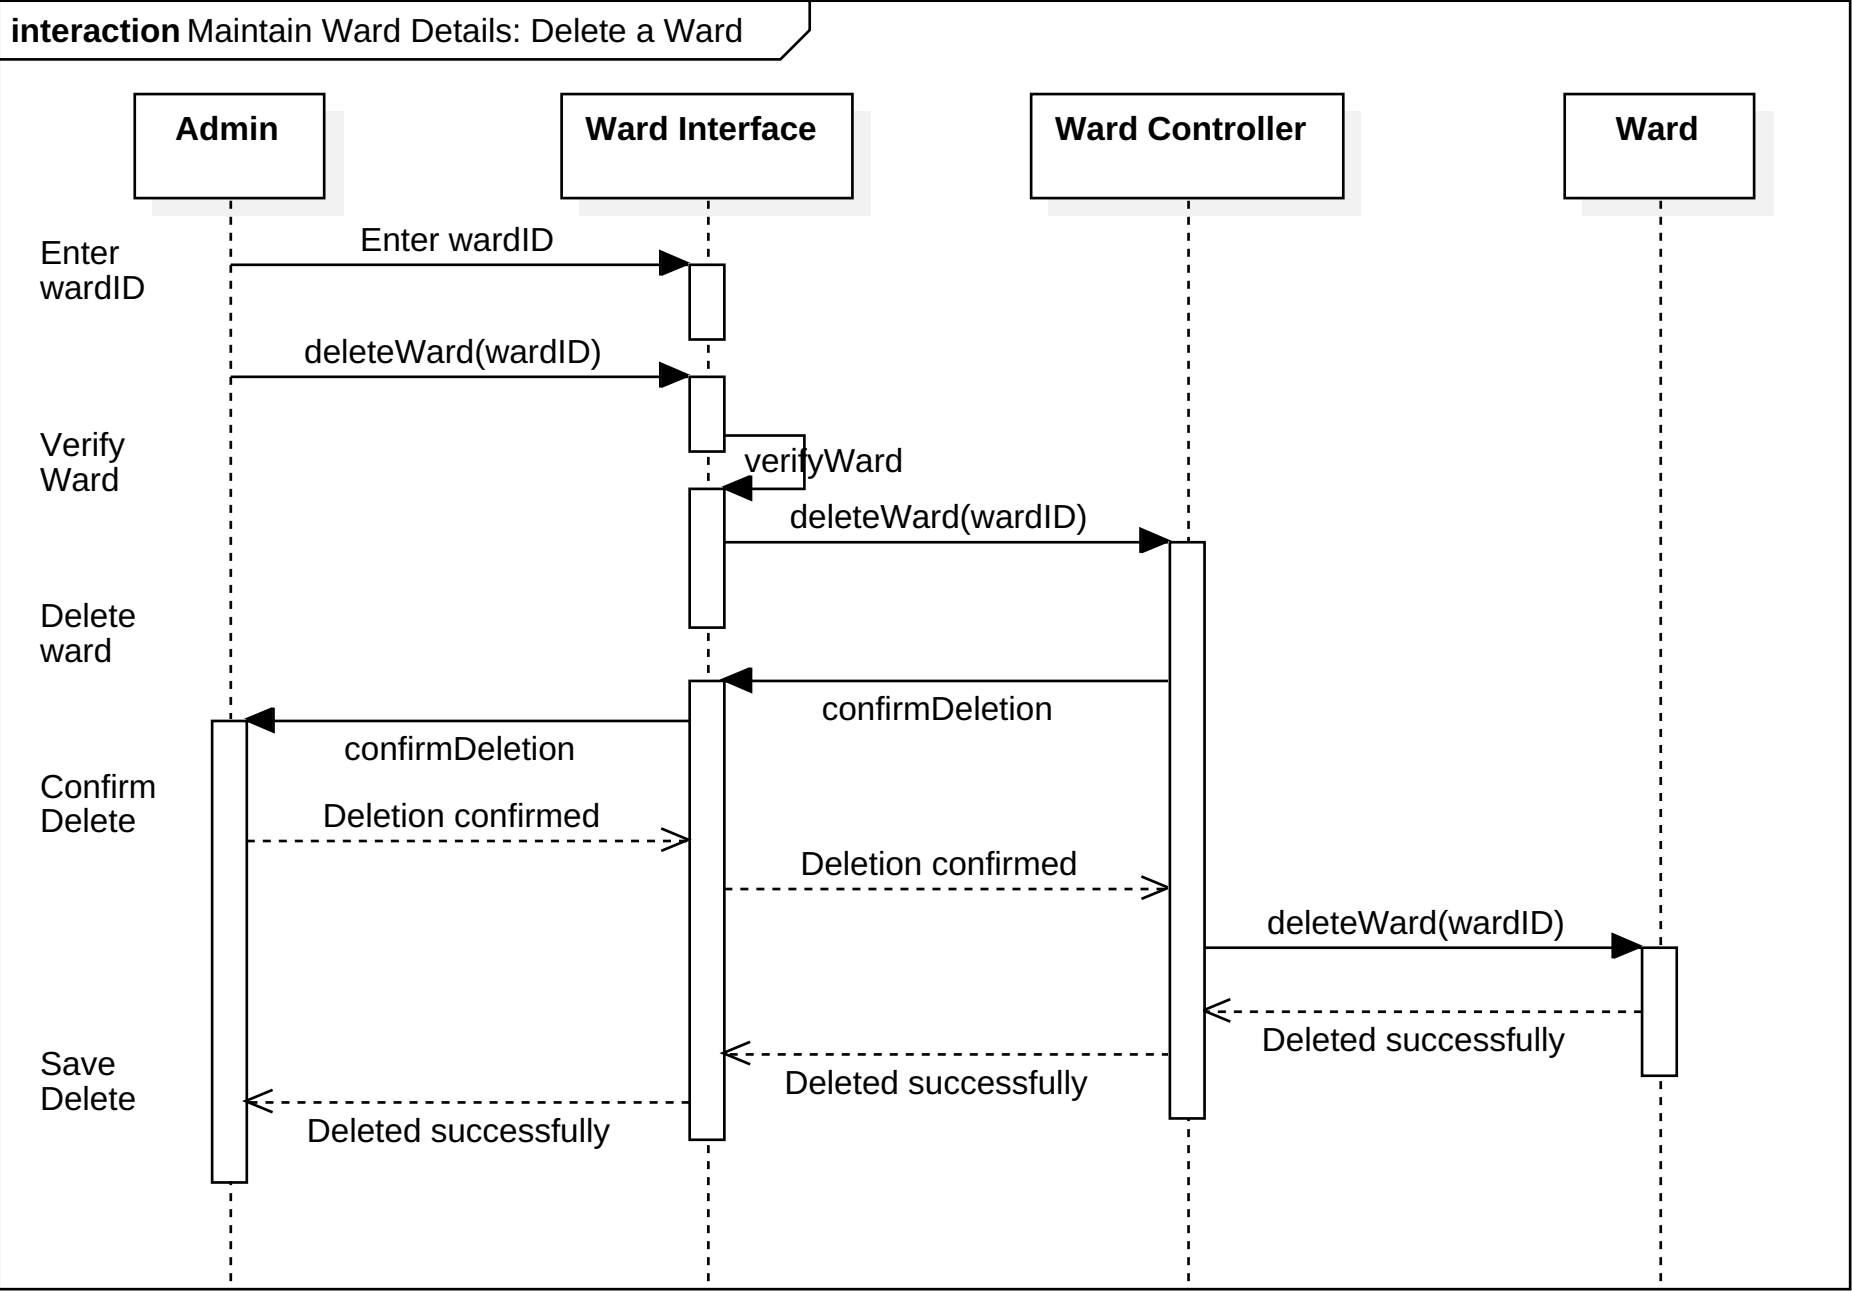 interaction Maintain Ward Details: Delete a Ward
Admin
Ward Interface
Ward Controller
Ward
Enter
wardID
Enter wardID
deleteWard(wardID)
Verify
Ward
verifyWard
deleteWard(wardID)
Delete
ward
confirmDeletion
confirmDeletion
Confirm
Delete
Deletion confirmed
Deletion confirmed
deleteWard(wardID)
Deleted successfully
Save
Delete
Deleted successfully
Deleted successfully